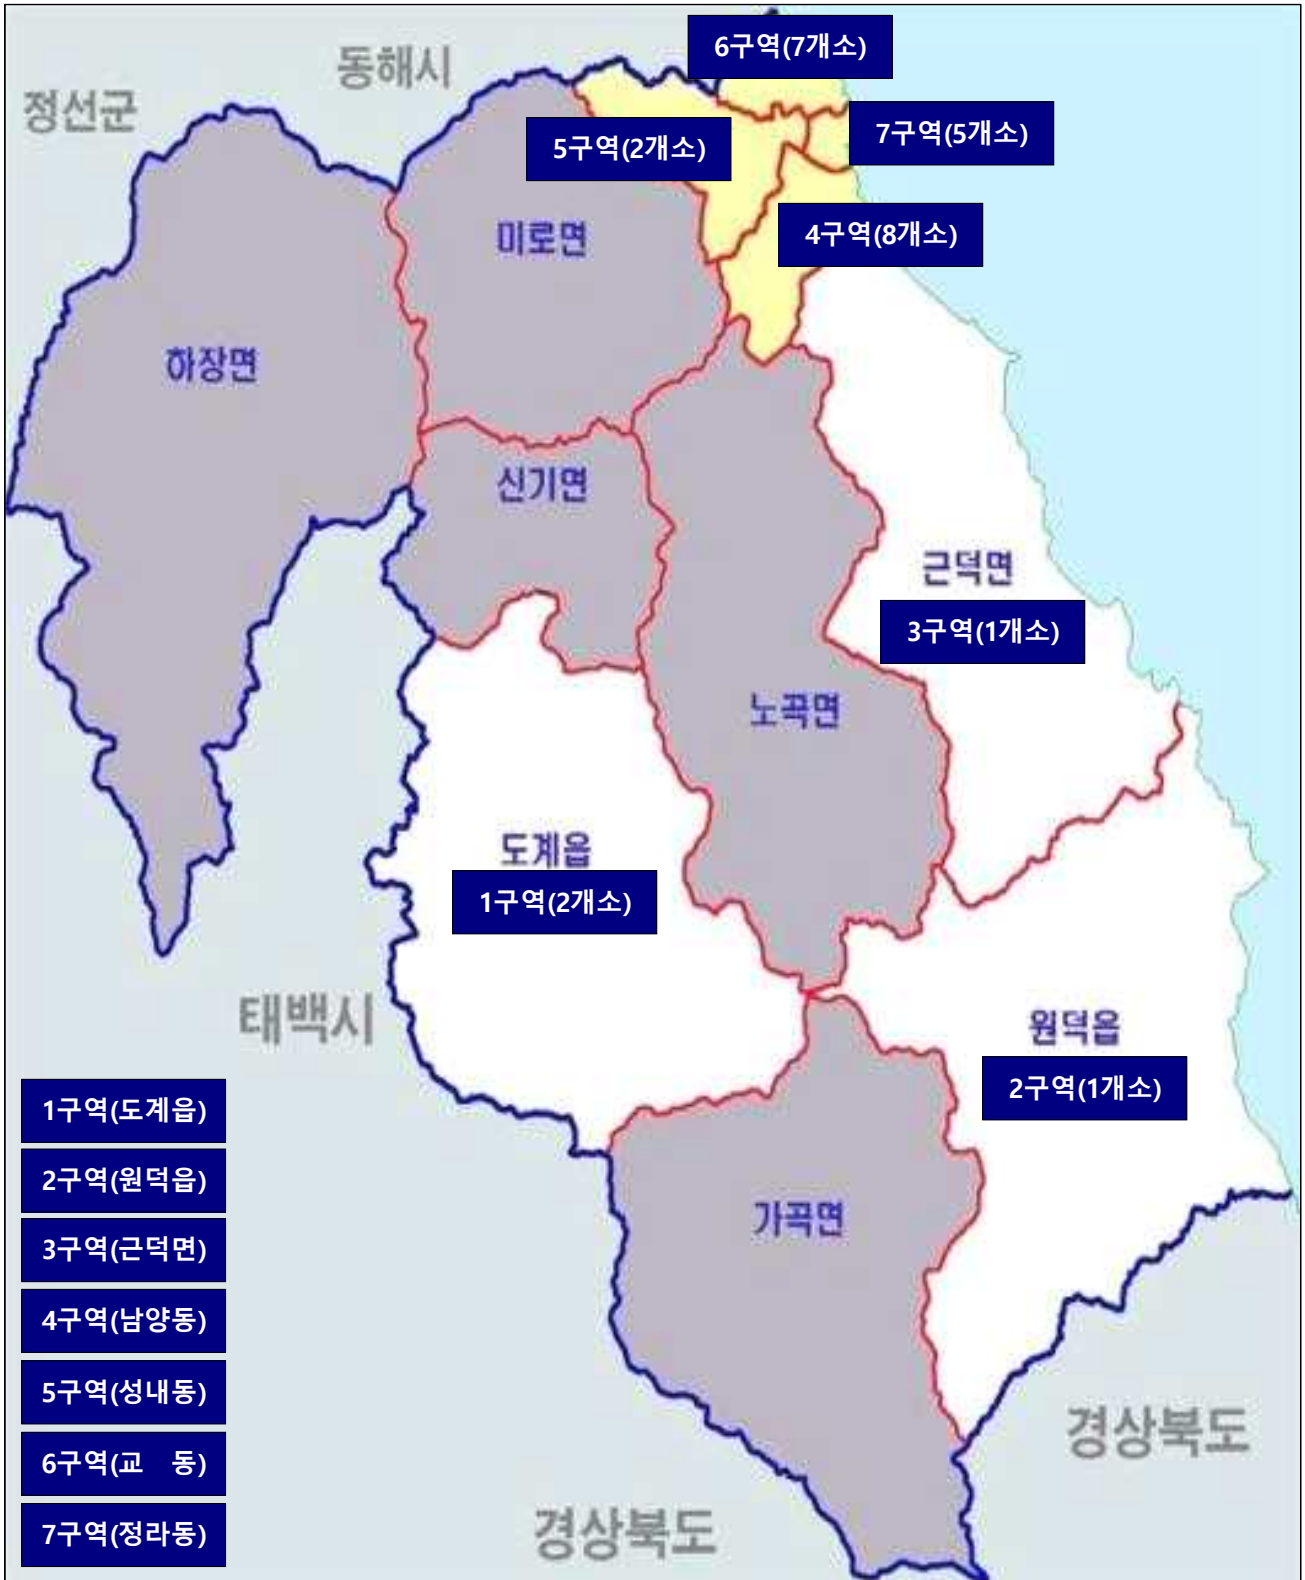 6구역(7개소)
동해시
정선군
7구역(5개소)
5구역(2개소)
4구역(8개소)
미로면
하장면
신기면
근덕면
3구역(1개소)
노곡면
도계읍
1구역(2개소)
태백시
원덕읍
2구역(1개소)
1구역(도계읍)
2구역(원덕읍)
가곡면
3구역(근덕면)
4구역(남양동)
5구역(성내동)
경상북도
6구역(교 동)
7구역(정라동)
경상북도